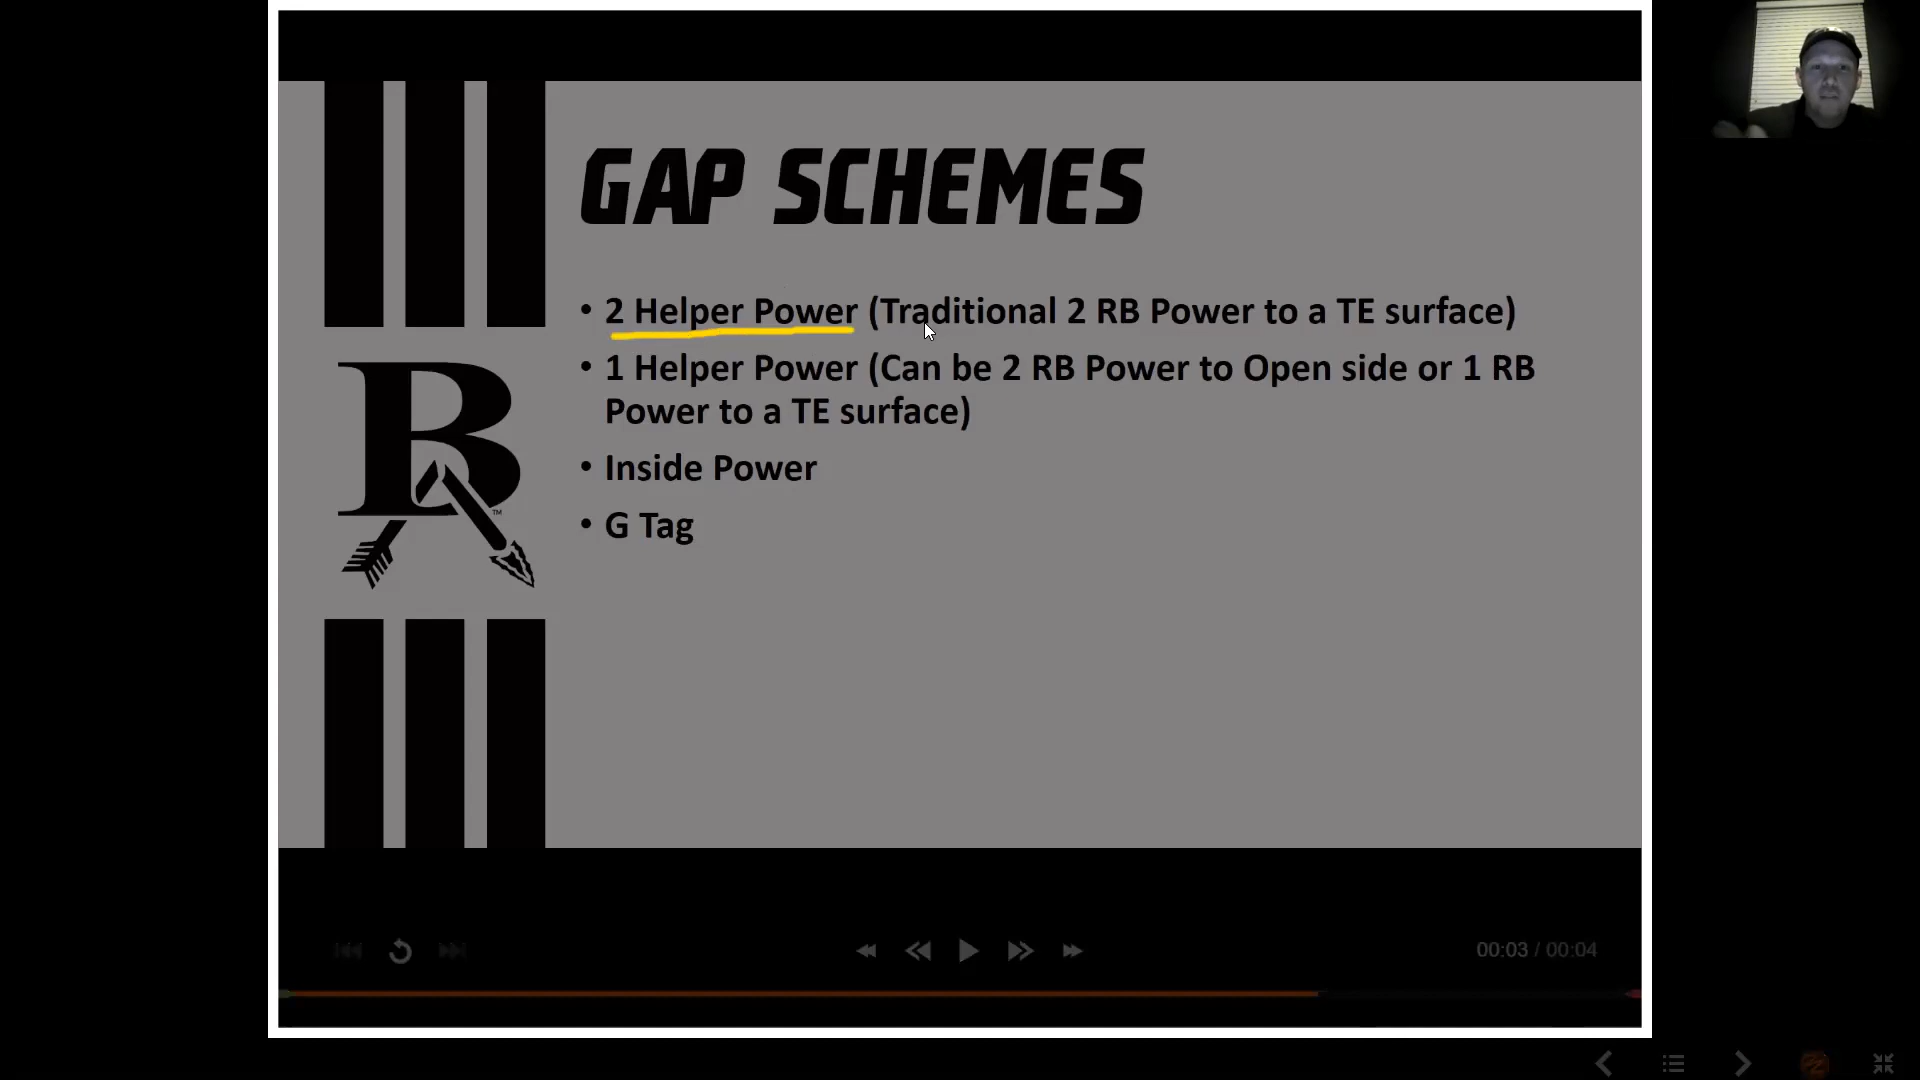 GAP SCHEMES
• 2 Helper Power (Traditional 2 RB Power to a TE surface)
• 1 Helper Power (Can be 2 RB Power to Open side or 1 RB
Power to a TE surface)
• Inside Power
• G Tag
B
TM
00:03 / 00:04